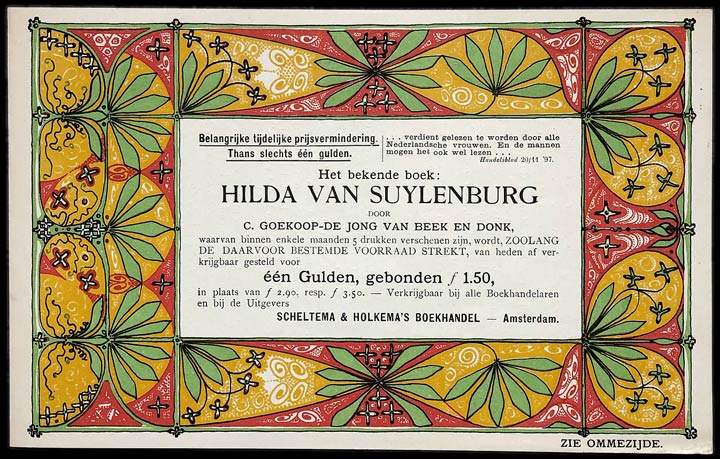 Belangrijke tijdelijke prijsvermindering.
Thans slechts één gulden.
. . . verdient gelezen te worden door alle
Nederlandsche vrouwen. En de mannen
mogen het ook wel lezen . . .
Handelsblad 20/11 '97.
Het bekende boek:
HILDA VAN SUYLENBURG
DOOR
C. GOEKOOP-DE JONG VAN BEEK EN DONK,
waarvan binnen enkele maanden 5 drukken verschenen zijn, wordt, ZOOLANG
DE DAARVOOR BESTEMDE VOORRAAD STREKT, van heden af ver-
krijgbaar gesteld voor
één Gulden, gebonden ƒ 1.50,
in plaats van ƒ 2.90, resp. ƒ 3.50. — Verkrijgbaar bij alle Boekhandelaren
en bij de Uitgevers
SCHELTEMA & HOLKEMA'S BOEKHANDEL — Amsterdam.
ZIE OMMEZIJDE.